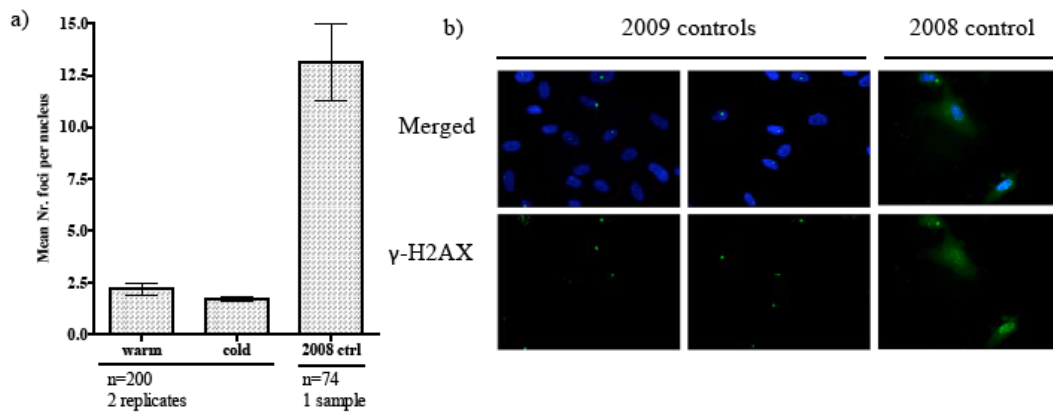 a)
Mean Nr. foci per nucleus
15.0
12.5
10.0
7.5
5.0
2.5
0.0
warm cold 2008 ctrl
n=200 n=74
2 replicates 1 sample
b)
2009 controls 2008 control
Merged
γ-H2AX